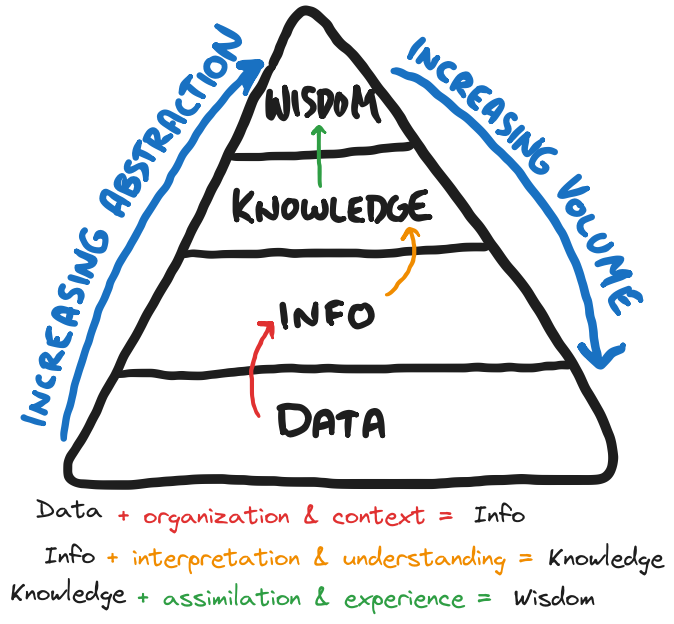 INCREASING ABSTRACTION
INCREASING VOLUME
WISDOM
KNOWLEDGE
INFO
DATA
Data + organization & context = Info
Info + interpretation & understanding = Knowledge
Knowledge + assimilation & experience = Wisdom